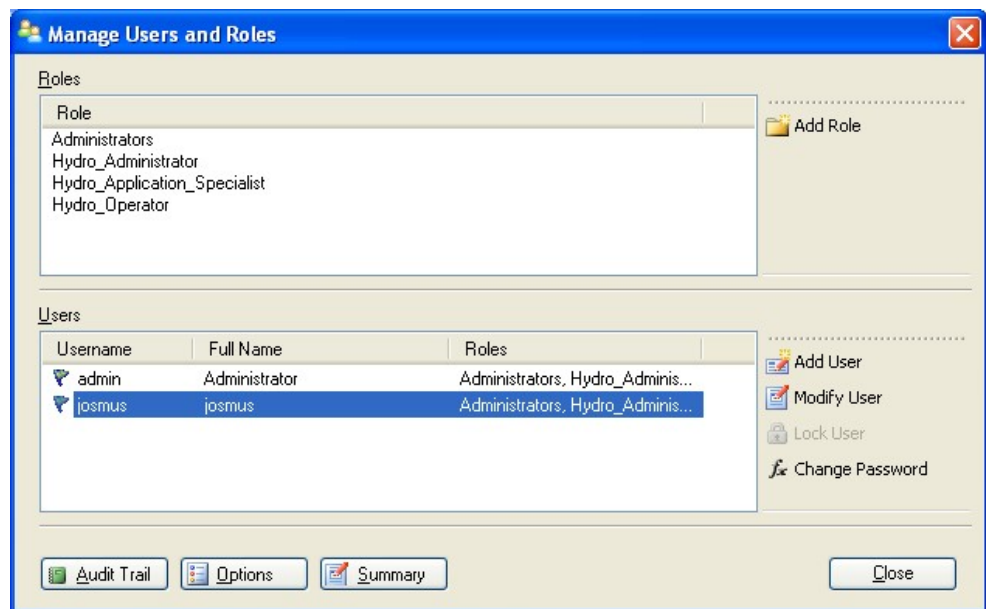 Manage Users and Roles
Roles
Role
Administrators
Hydro_Administrator
Hydro_Application_Specialist
Hydro_Operator
Add Role
Users
Username Full Name Roles
admin Administrator Administrators, Hydro_Adminis...
josmus josmus Administrators, Hydro_Adminis...
Add User
Modify User
Lock User
fx Change Password
Audit Trail Options Summary Close